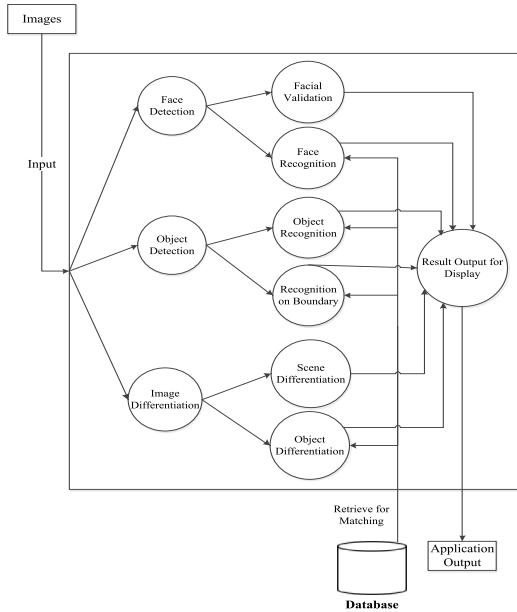 Images
Input
Face
Detection
Facial
Validation
Face
Recognition
Object
Detection
Object
Recognition
Recognition
on Boundary
Result Output for
Display
Image
Differentiation
Scene
Differentiation
Object
Differentiation
Retrieve for
Matching
Application
Output
Database